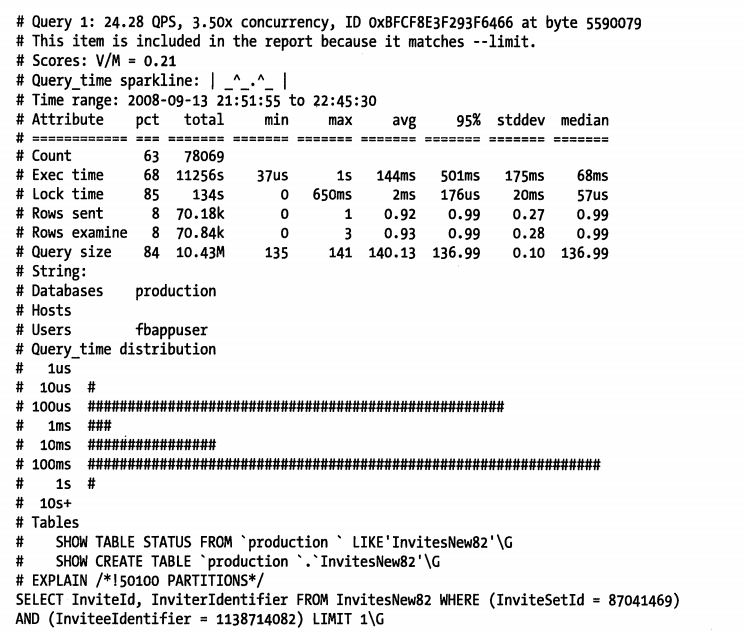 # Query 1: 24.28 QPS, 3.50x concurrency, ID 0xBFCF8E3F293F6466 at byte 5590079
# This item is included in the report because it matches --limit.
# Scores: V/M = 0.21
# Query_time sparkline: | _^_.^_ |
# Time range: 2008-09-13 21:51:55 to 22:45:30
# Attribute    pct   total     min     max     avg     95%  stddev  median
# ============ === ======= ======= ======= ======= ======= ======= =======
# Count         63   78069
# Exec time     68  11256s    37us      1s   144ms   501ms   175ms    68ms
# Lock time     85    134s       0   650ms     2ms   176us    20ms    57us
# Rows sent      8  70.18k       0       1    0.92    0.99    0.27    0.99
# Rows examine   8  70.84k       0       3    0.93    0.99    0.28    0.99
# Query size    84  10.43M     135     141  140.13  136.99    0.10  136.99
# String:
# Databases    production
# Hosts
# Users        fbappuser
# Query_time distribution
#   1us
#  10us  #
# 100us  ####################################################
#   1ms  ###
#  10ms  ################
# 100ms  ################################################################
#    1s  #
#  10s+
# Tables
#    SHOW TABLE STATUS FROM `production ` LIKE'InvitesNew82'\G
#    SHOW CREATE TABLE `production `.`InvitesNew82'\G
# EXPLAIN /*!50100 PARTITIONS*/
SELECT InviteId, InviterIdentifier FROM InvitesNew82 WHERE (InviteSetId = 87041469)
AND (InviteeIdentifier = 1138714082) LIMIT 1\G